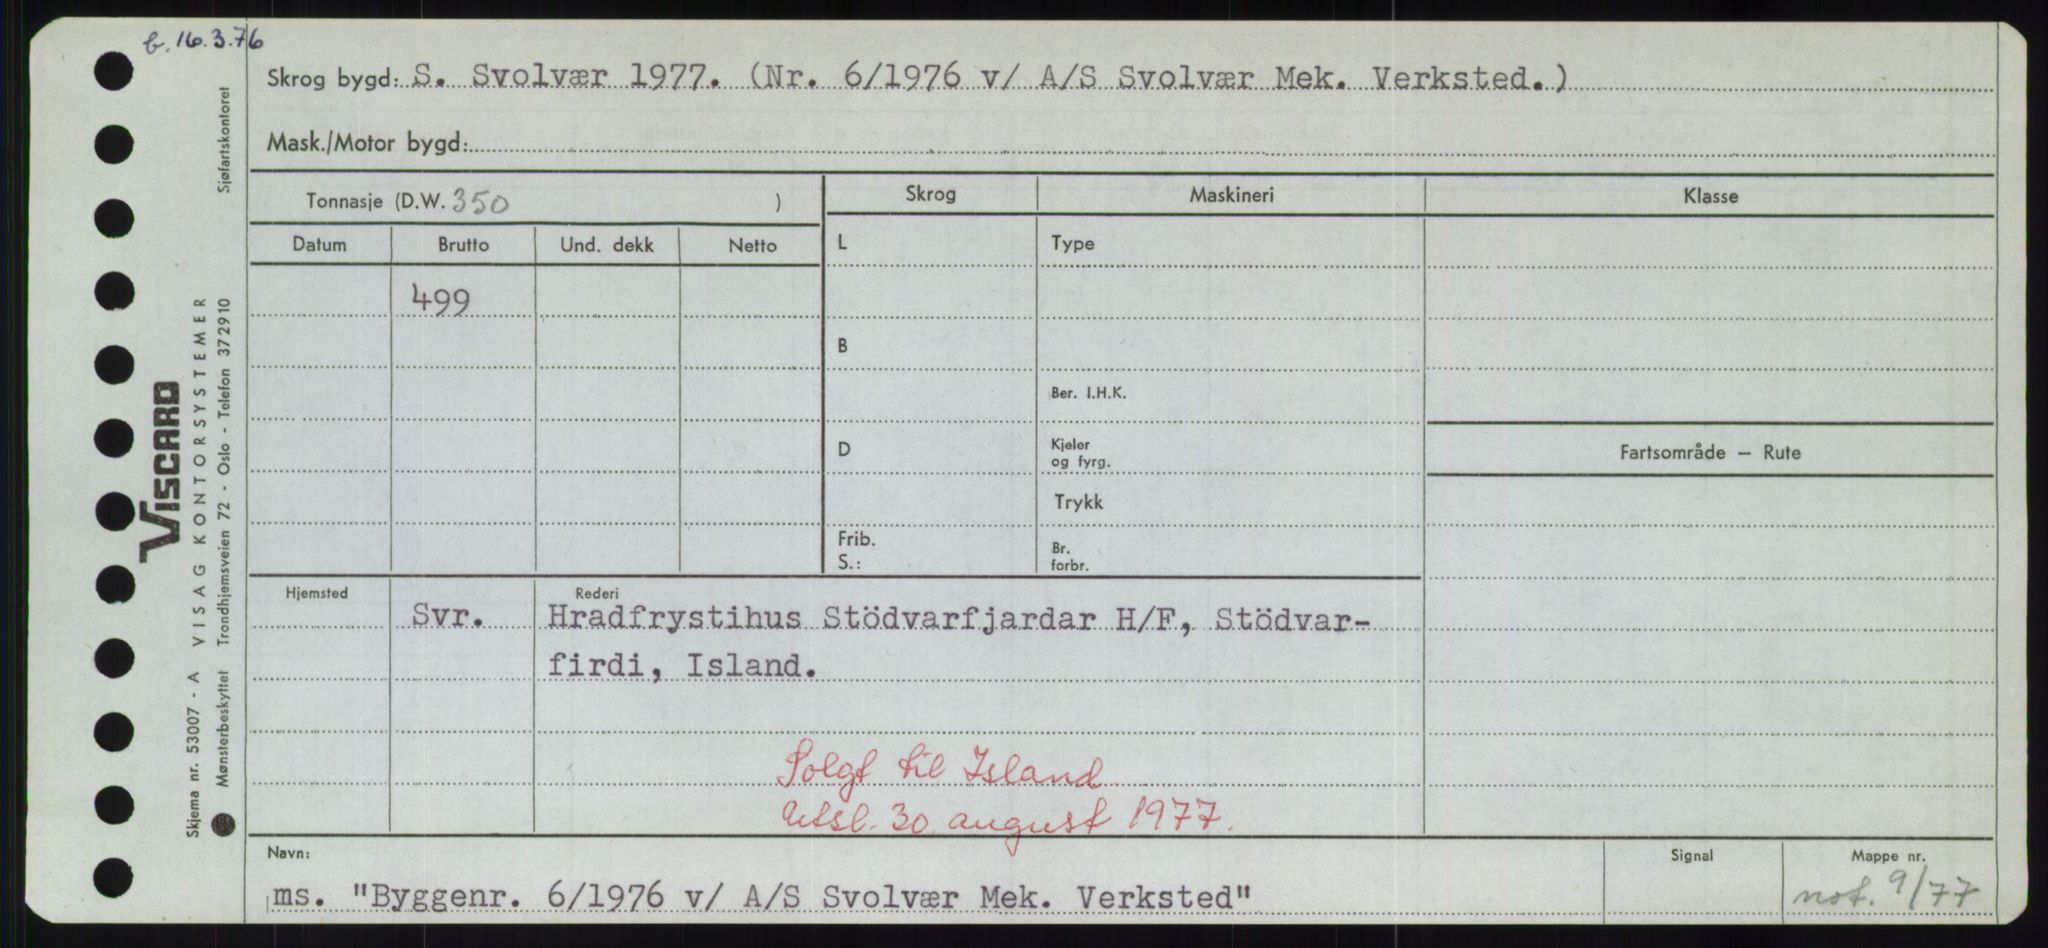 b. 16.3.76
Skrog bygd: S. Svolvær 1977. (Nr. 6/1976 v/ A/S Svolvær Mek. Verksted.)
Mask./Motor bygd:
Tonnasje (D.W. 350 )
Skrog
Maskineri
Klasse
Datum
Brutto
Und. dekk
Netto
L
Type
499
B
Ber. I.H.K.
D
Kjeler
og fyrg.
Fartsområde — Rute
Trykk
Frib.
S.:
Br.
forbr.
Hjemsted
Rederi
Svr.
Hradfrystihus Stödvarfjardar H/F, Stödvar-
firdi, Island.
Solgt til Island
Utsl. 30. august 1977.
Navn:
ms. "Byggenr. 6/1976 v/ A/S Svolvær Mek. Verksted"
Signal
Mappe nr.
not. 9/77
VISCARD
Skjema nr. 53007 - A VISAG KONTORSYSTEMER
Mønsterbeskyttet Trondhjemsveien 72 - Oslo - Telefon 372910 Sjøfartskontoret